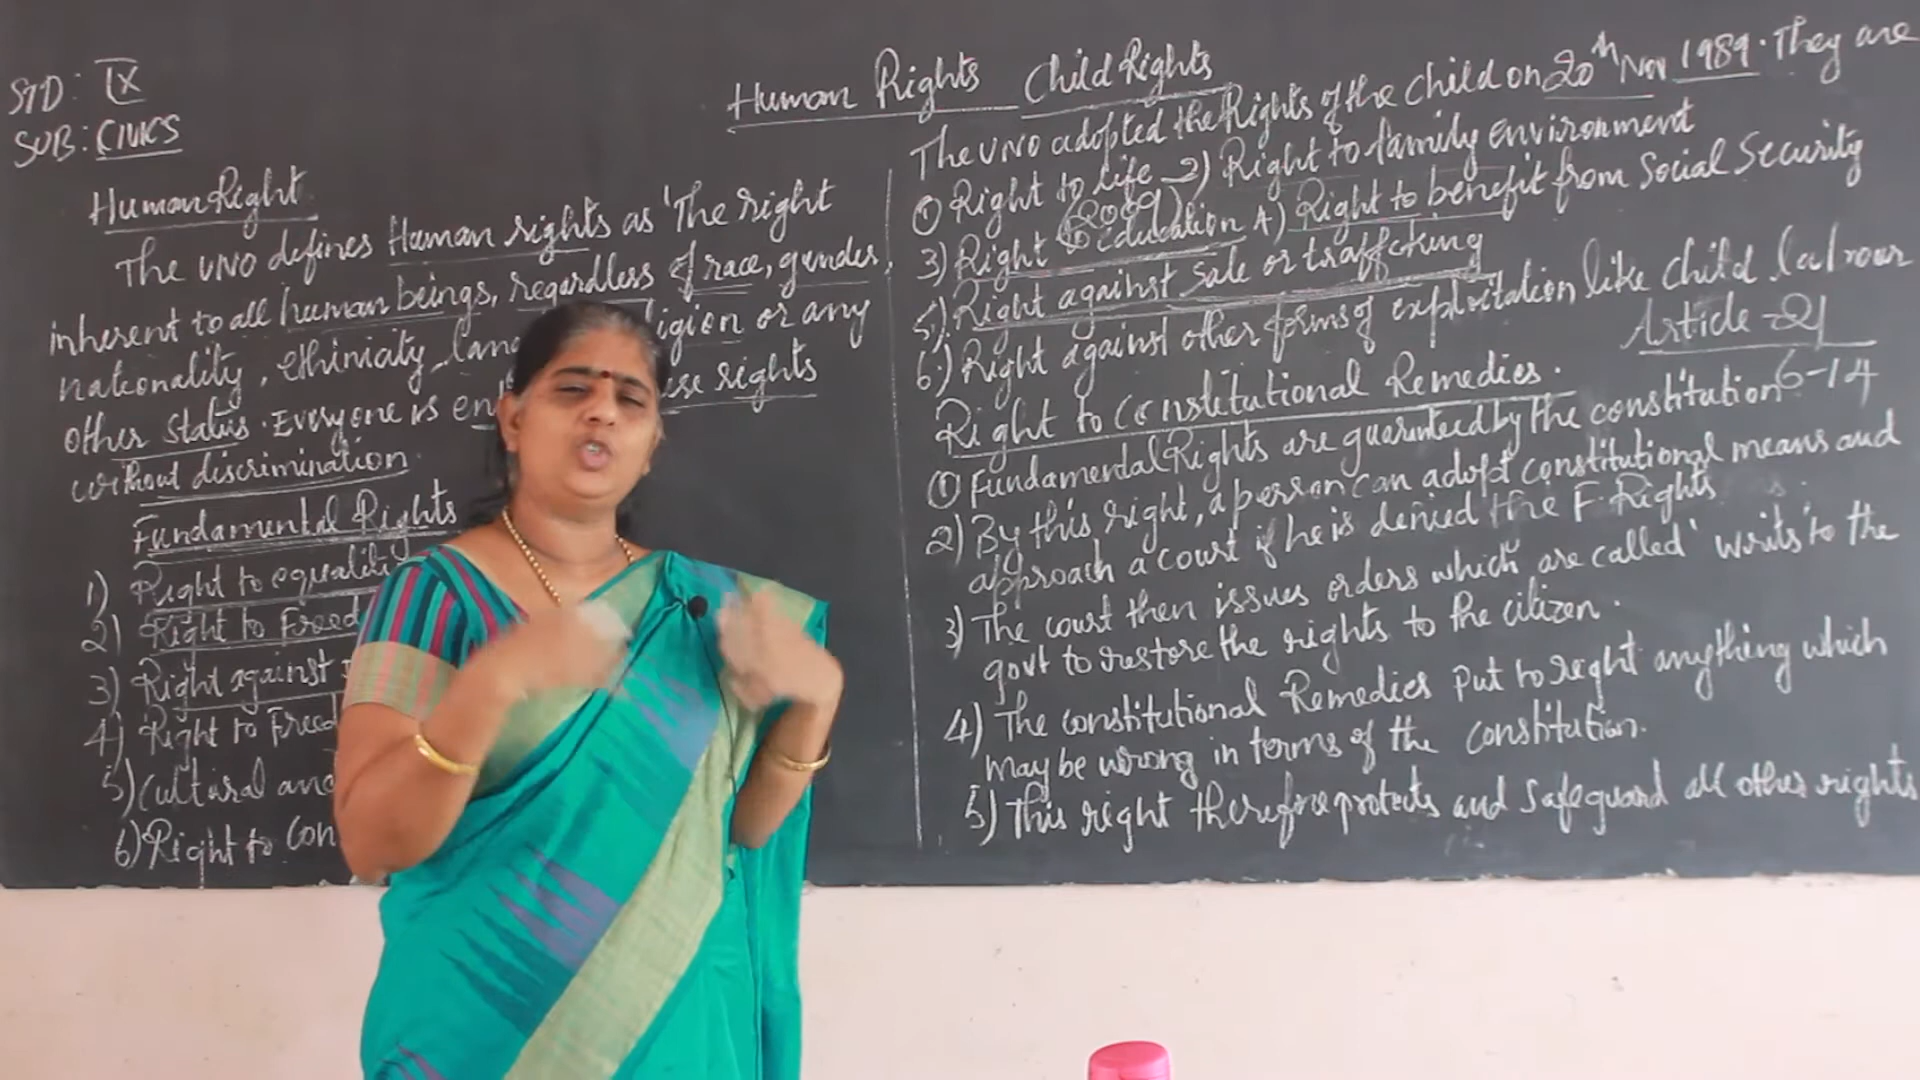 STD: IX
SUB: CIVICS
Human Rights Child Rights
Human Right
The UNO defines Human rights as 'The right
inherent to all human beings, regardless of race, gender,
nationality, ethinicity, lang ligion or any
other status. Everyone is en ese rights
without discrimination.
Fundamental Rights
1) Right to equality
2) Right to Freed
3) Right against
4) Right to Freed
5) Cultural and
6) Right to Con
The UNO adopted the Rights of the child on 20th Nov 1989. They are
① Right to life 2) Right to family environment
(2009)
3) Right to Education 4) Right to benefit from Social Security
5) Right against sale or traffcking
6) Right against other forms of exploitation like child labour
Article - 21
Right to Constitutional Remedies. 6-14
① Fundamental Rights are guaranteed by the constitution
2) By this right, a person can adopt constitutional means and
approach a court if he is denied the F. Rights
3) The court then issues orders which are called 'writs' to the
govt to restore the rights to the citizen.
4) The constitutional Remedies put to right anything which
may be wrong in terms of the constitution.
5) This right therefore protects and safeguard all other rights